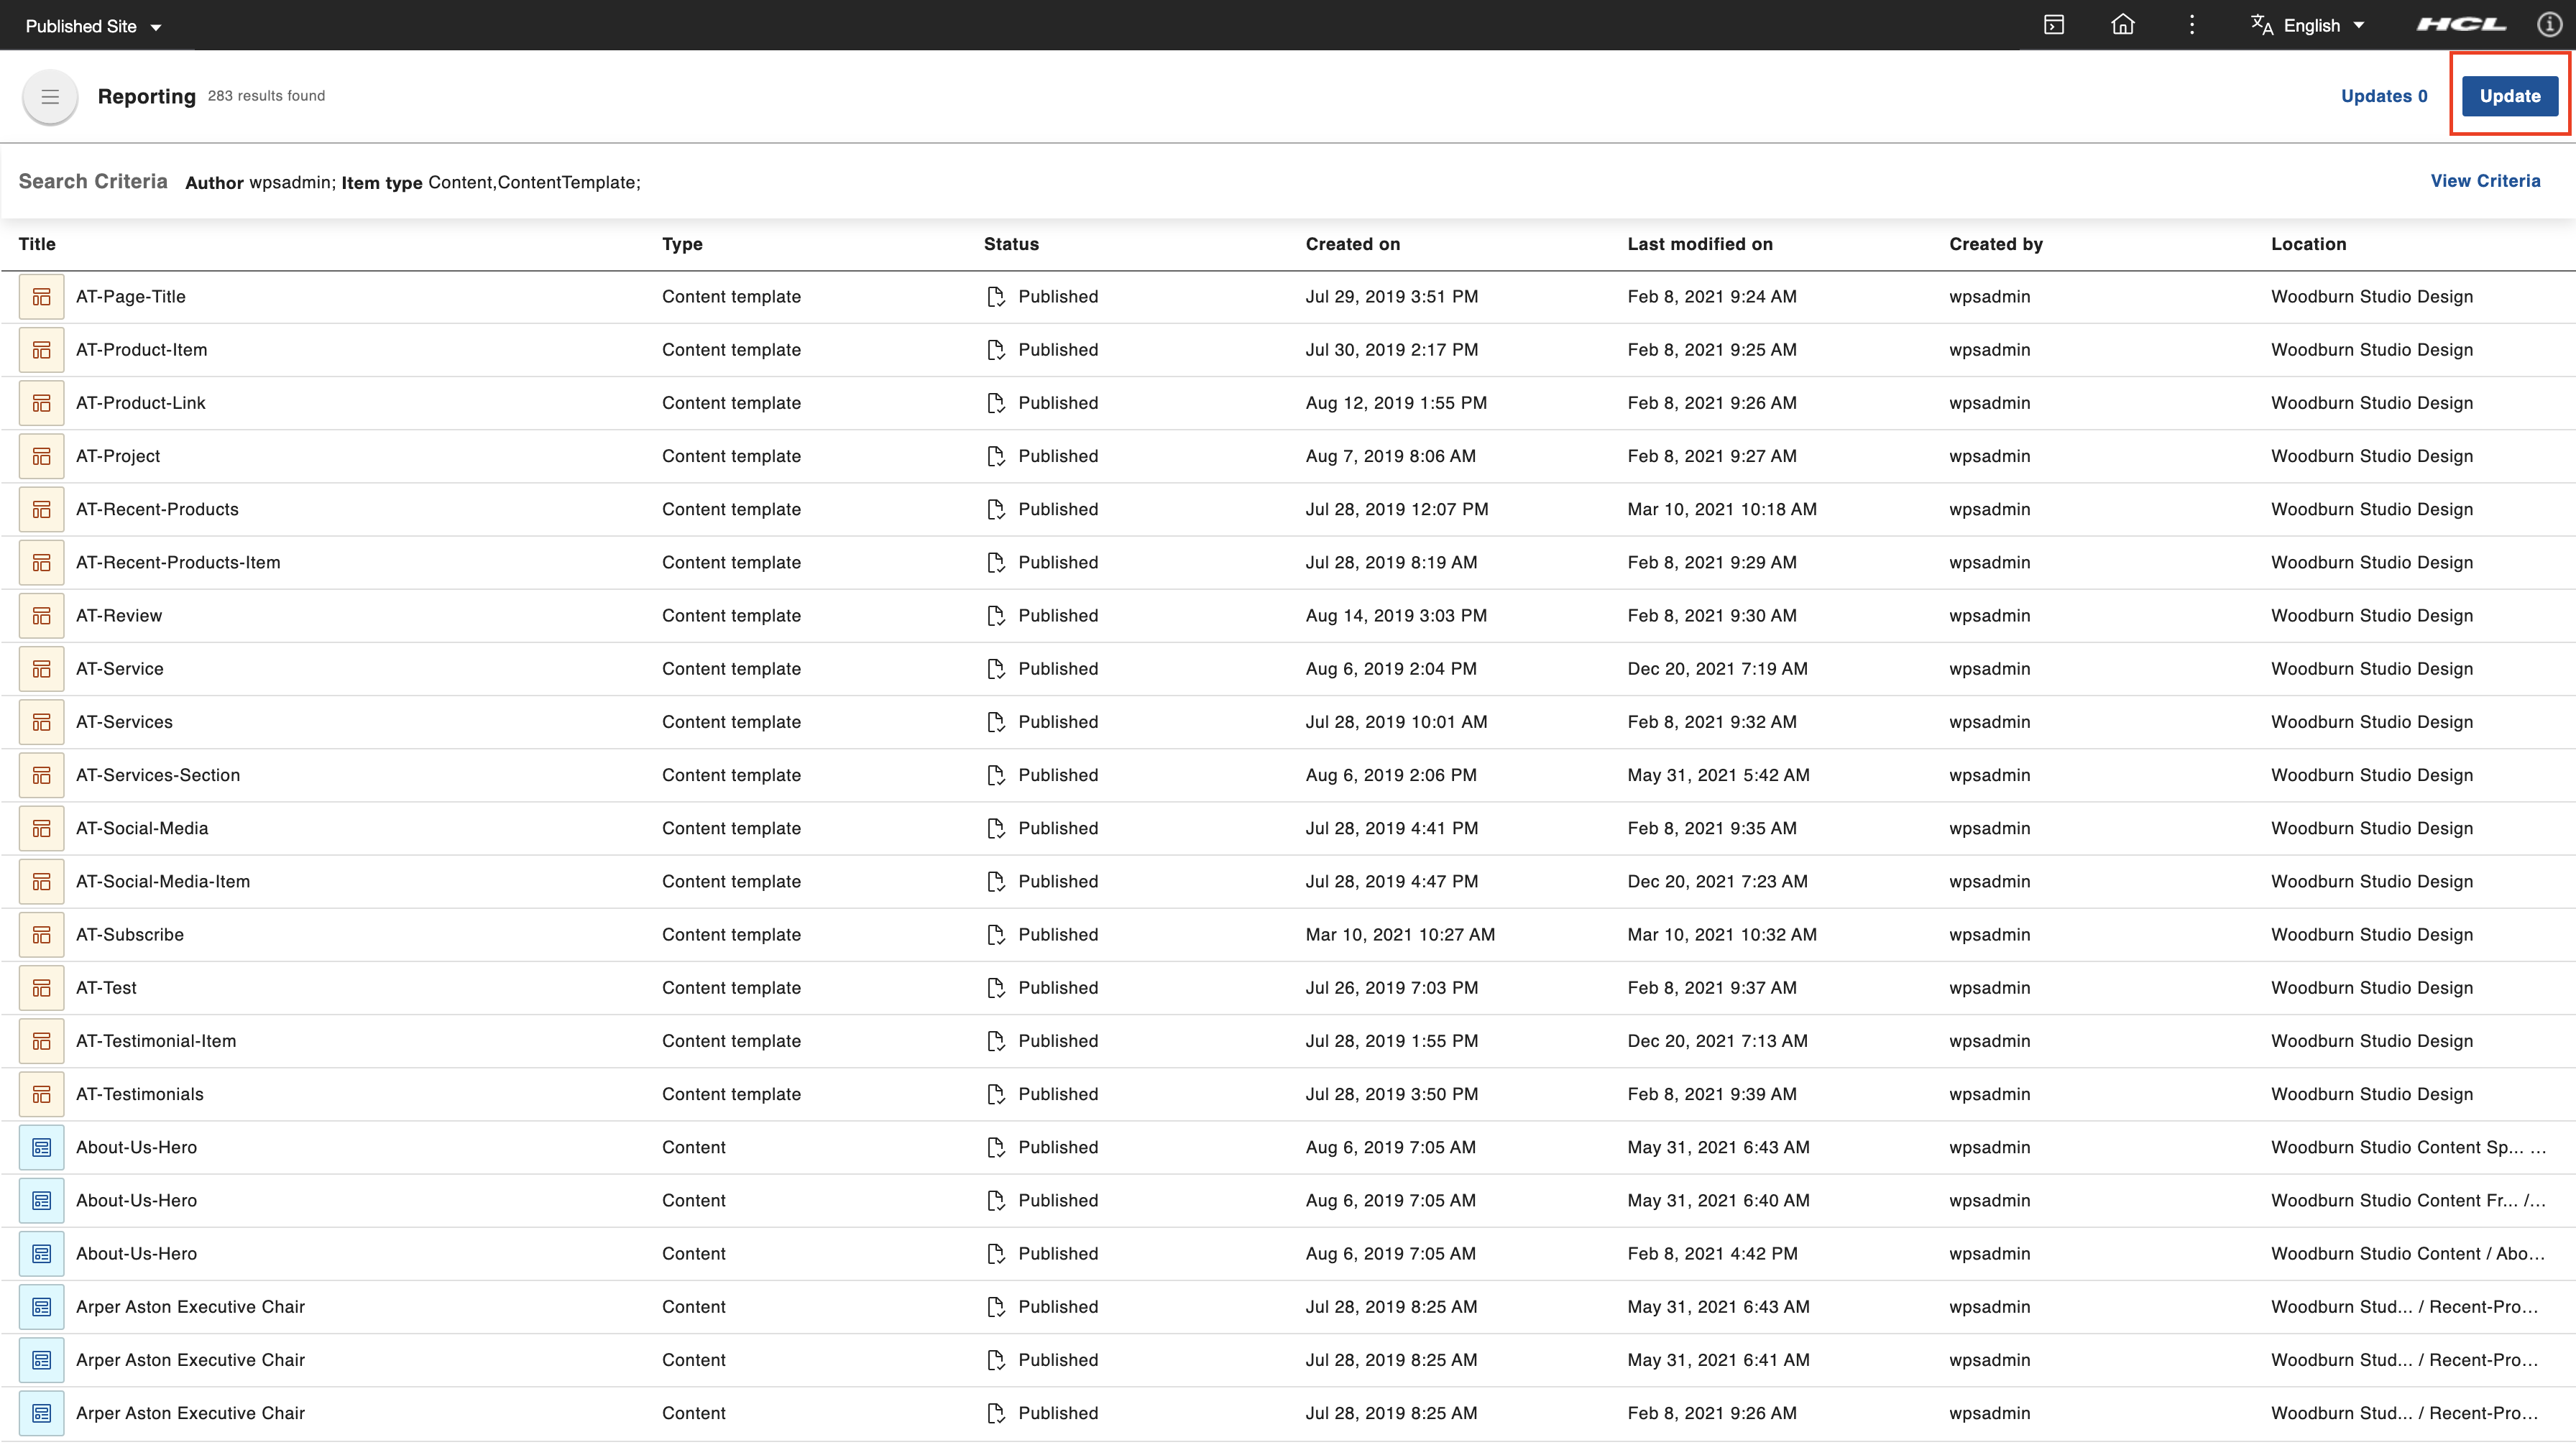 Published Site English HCL
Reporting 283 results found Updates 0 Update
Search Criteria Author wpsadmin; Item type Content,ContentTemplate; View Criteria
Title Type Status Created on Last modified on Created by Location
AT-Page-Title Content template Published Jul 29, 2019 3:51 PM Feb 8, 2021 9:24 AM wpsadmin Woodburn Studio Design
AT-Product-Item Content template Published Jul 30, 2019 2:17 PM Feb 8, 2021 9:25 AM wpsadmin Woodburn Studio Design
AT-Product-Link Content template Published Aug 12, 2019 1:55 PM Feb 8, 2021 9:26 AM wpsadmin Woodburn Studio Design
AT-Project Content template Published Aug 7, 2019 8:06 AM Feb 8, 2021 9:27 AM wpsadmin Woodburn Studio Design
AT-Recent-Products Content template Published Jul 28, 2019 12:07 PM Mar 10, 2021 10:18 AM wpsadmin Woodburn Studio Design
AT-Recent-Products-Item Content template Published Jul 28, 2019 8:19 AM Feb 8, 2021 9:29 AM wpsadmin Woodburn Studio Design
AT-Review Content template Published Aug 14, 2019 3:03 PM Feb 8, 2021 9:30 AM wpsadmin Woodburn Studio Design
AT-Service Content template Published Aug 6, 2019 2:04 PM Dec 20, 2021 7:19 AM wpsadmin Woodburn Studio Design
AT-Services Content template Published Jul 28, 2019 10:01 AM Feb 8, 2021 9:32 AM wpsadmin Woodburn Studio Design
AT-Services-Section Content template Published Aug 6, 2019 2:06 PM May 31, 2021 5:42 AM wpsadmin Woodburn Studio Design
AT-Social-Media Content template Published Jul 28, 2019 4:41 PM Feb 8, 2021 9:35 AM wpsadmin Woodburn Studio Design
AT-Social-Media-Item Content template Published Jul 28, 2019 4:47 PM Dec 20, 2021 7:23 AM wpsadmin Woodburn Studio Design
AT-Subscribe Content template Published Mar 10, 2021 10:27 AM Mar 10, 2021 10:32 AM wpsadmin Woodburn Studio Design
AT-Test Content template Published Jul 26, 2019 7:03 PM Feb 8, 2021 9:37 AM wpsadmin Woodburn Studio Design
AT-Testimonial-Item Content template Published Jul 28, 2019 1:55 PM Dec 20, 2021 7:13 AM wpsadmin Woodburn Studio Design
AT-Testimonials Content template Published Jul 28, 2019 3:50 PM Feb 8, 2021 9:39 AM wpsadmin Woodburn Studio Design
About-Us-Hero Content Published Aug 6, 2019 7:05 AM May 31, 2021 6:43 AM wpsadmin Woodburn Studio Content Sp... ...
About-Us-Hero Content Published Aug 6, 2019 7:05 AM May 31, 2021 6:40 AM wpsadmin Woodburn Studio Content Fr... /...
About-Us-Hero Content Published Aug 6, 2019 7:05 AM Feb 8, 2021 4:42 PM wpsadmin Woodburn Studio Content / Abo...
Arper Aston Executive Chair Content Published Jul 28, 2019 8:25 AM May 31, 2021 6:43 AM wpsadmin Woodburn Stud... / Recent-Pro...
Arper Aston Executive Chair Content Published Jul 28, 2019 8:25 AM May 31, 2021 6:41 AM wpsadmin Woodburn Stud... / Recent-Pro...
Arper Aston Executive Chair Content Published Jul 28, 2019 8:25 AM Feb 8, 2021 9:26 AM wpsadmin Woodburn Stud... / Recent-Pro...